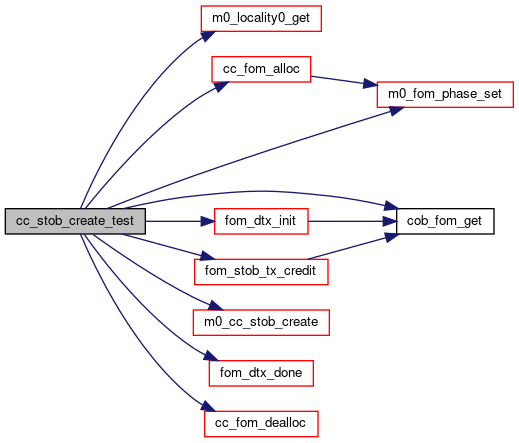 m0_locality0_get
cc_fom_alloc
m0_fom_phase_set
cc_stob_create_test
fom_dtx_init
cob_fom_get
fom_stob_tx_credit
m0_cc_stob_create
fom_dtx_done
cc_fom_dealloc